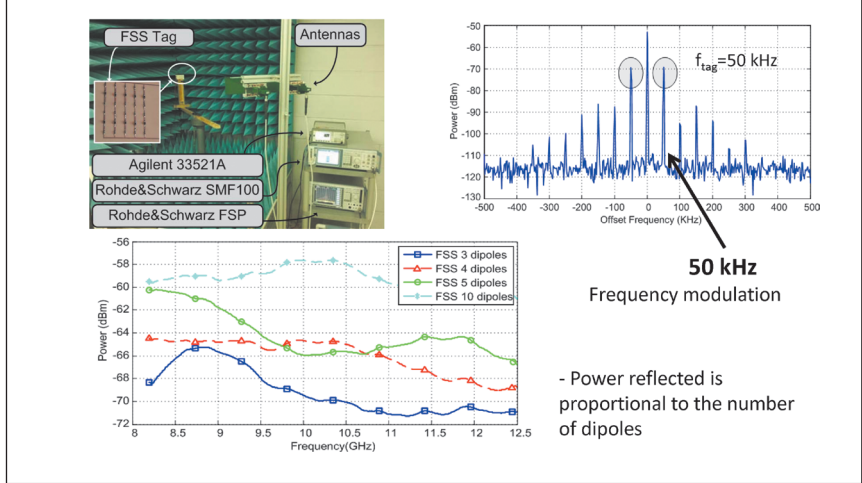 FSS Tag
Antennas
Agilent 33521A
Rohde&Schwarz SMF100
Rohde&Schwarz FSP
-50
-60
-70
-80
-90
-100
-110
-120
-130
Power (dBm)
-500 -400 -300 -200 -100 0 100 200 300 400 500
Offset Frequency (KHz)
f_tag=50 kHz
50 kHz
Frequency modulation
-56
-58
-60
-62
-64
-66
-68
-70
-72
Power (dBm)
8 8.5 9 9.5 10 10.5 11 11.5 12 12.5
Frequency(GHz)
FSS 3 dipoles
FSS 4 dipoles
FSS 5 dipoles
FSS 10 dipoles
- Power reflected is
proportional to the number
of dipoles